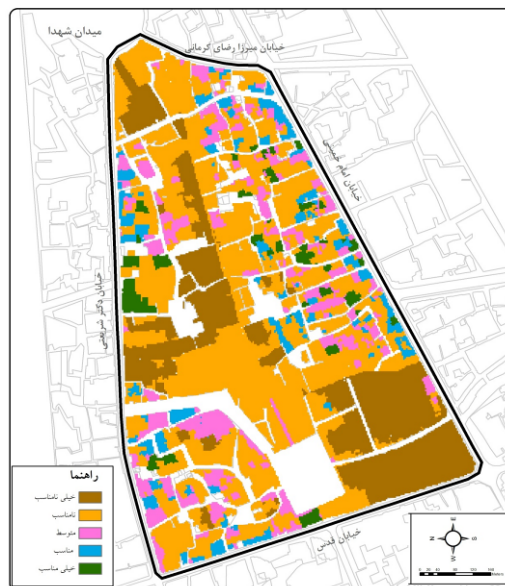 میدان شهدا
خیابان میرزا رضای کرمانی
خیابان امام خمینی
خیابان دکتر شریعتی
راهنما
خیلی نامناسب
نامناسب
متوسط
مناسب
خیلی مناسب
خیابان قدس